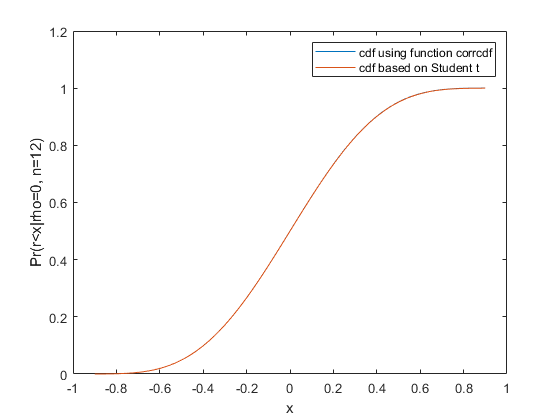 cdf using function corrcdf
cdf based on Student t
1.2
1
0.8
0.6
0.4
0.2
0
Pr(r<x|rho=0, n=12)
-1 -0.8 -0.6 -0.4 -0.2 0 0.2 0.4 0.6 0.8 1
x